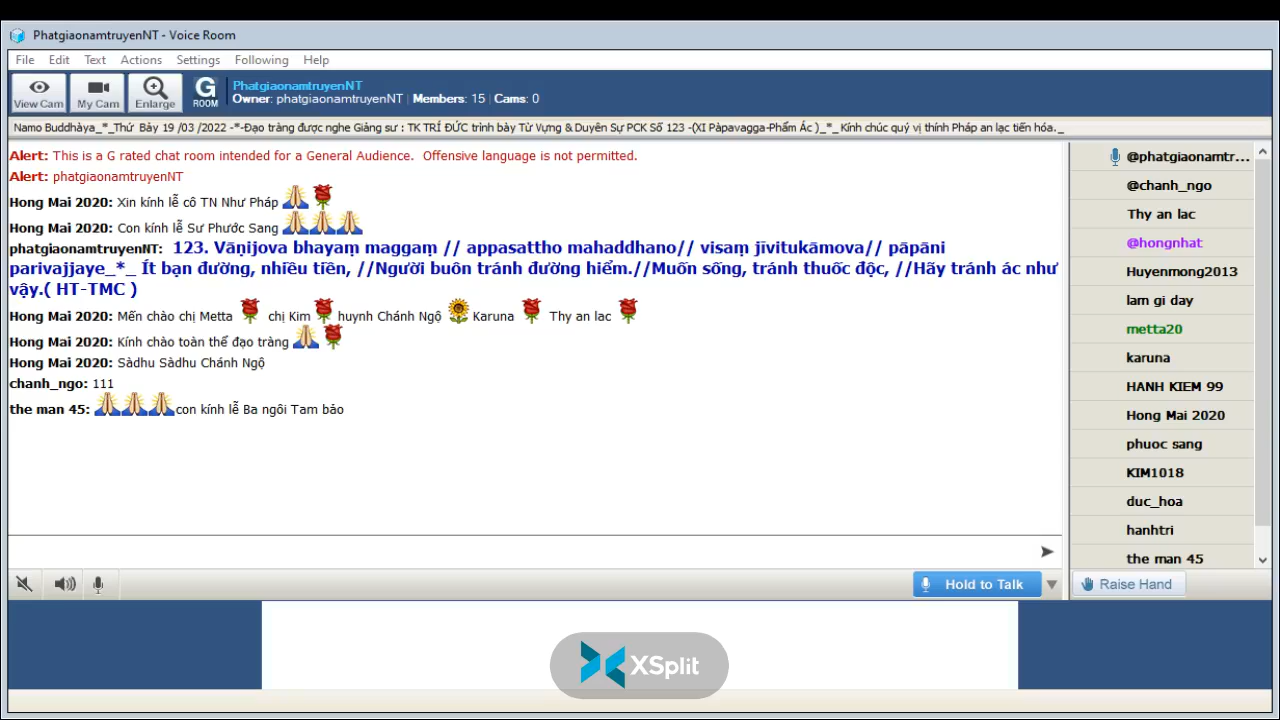 PhatgiaonamtruyenNT - Voice Room
File Edit Text Actions Settings Following Help
View Cam
My Cam
Enlarge
G
ROOM
PhatgiaonamtruyenNT
Owner: phatgiaonamtruyenNT | Members: 15 | Cams: 0
Namo Buddhàya_*_Thứ Bảy 19 /03 /2022 -*-Đạo tràng được nghe Giảng sư : TK TRÍ ĐỨC trình bày Từ Vựng & Duyên Sự PCK Số 123 -(XI Pàpavagga-Phẩm Ác )_*_ Kính chúc quý vị thính Pháp an lạc tiến hóa._
Alert: This is a G rated chat room intended for a General Audience. Offensive language is not permitted.
Alert: phatgiaonamtruyenNT
Hong Mai 2020: Xin kính lễ cô TN Như Pháp
Hong Mai 2020: Con kính lễ Sư Phước Sang
phatgiaonamtruyenNT: 123. Vāṇijova bhayaṃ maggaṃ // appasattho mahaddhano// visaṃ jīvitukāmova// pāpāni
parivajjaye_*_ Ít bạn đường, nhiều tiền, //Người buôn tránh đường hiểm.//Muốn sống, tránh thuốc độc, //Hãy tránh ác như
vậy.( HT-TMC )
Hong Mai 2020: Mến chào chị Metta chị Kim huynh Chánh Ngộ Karuna Thy an lac
Hong Mai 2020: Kính chào toàn thể đạo tràng
Hong Mai 2020: Sàdhu Sàdhu Chánh Ngộ
chanh_ngo: 111
the man 45: con kính lễ Ba ngôi Tam bảo
@phatgiaonamtr...
@chanh_ngo
Thy an lac
@hongnhat
Huyenmong2013
lam gi day
metta20
karuna
HANH KIEM 99
Hong Mai 2020
phuoc sang
KIM1018
duc_hoa
hanhtri
the man 45
Hold to Talk
Raise Hand
XSplit